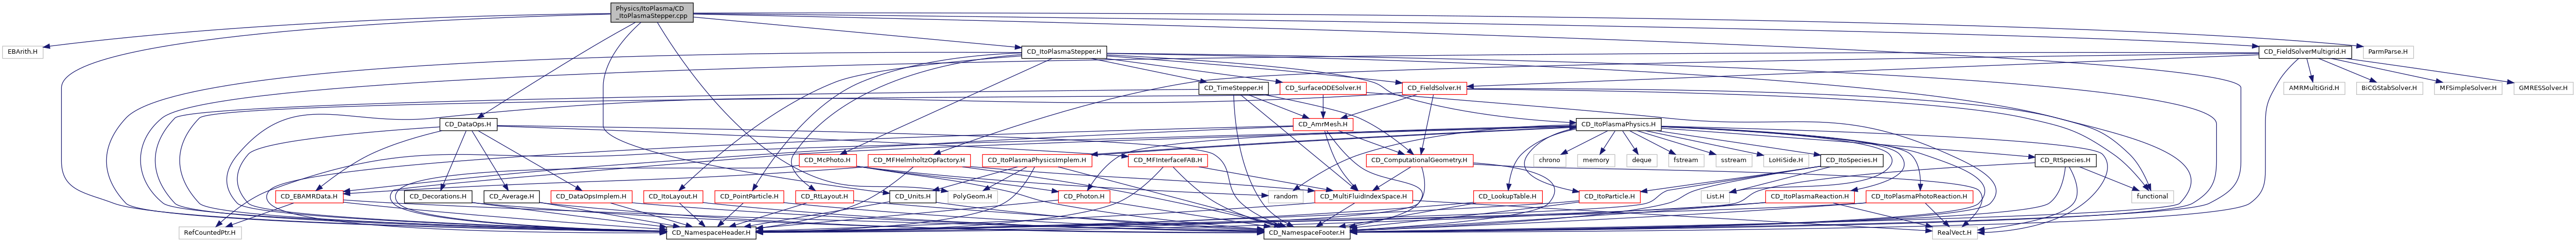 Physics/ItoPlasma/CD
_ItoPlasmaStepper.cpp
EBArith.H
CD_ItoPlasmaStepper.H
CD_FieldSolverMultigrid.H
ParmParse.H
CD_TimeStepper.H
CD_SurfaceODESolver.H
CD_FieldSolver.H
AMRMultiGrid.H
BiCGStabSolver.H
MFSimpleSolver.H
GMRESSolver.H
CD_DataOps.H
CD_AmrMesh.H
CD_ItoPlasmaPhysics.H
CD_McPhoto.H
CD_MFHelmholtzOpFactory.H
CD_ItoPlasmaPhysicsImplem.H
CD_MFInterfaceFAB.H
CD_ComputationalGeometry.H
chrono
memory
deque
fstream
sstream
LoHiSide.H
CD_ItoSpecies.H
CD_RtSpecies.H
CD_EBAMRData.H
CD_Decorations.H
CD_Average.H
CD_DataOpsImplem.H
CD_ItoLayout.H
CD_PointParticle.H
CD_RtLayout.H
CD_Units.H
PolyGeom.H
CD_Photon.H
random
CD_MultiFluidIndexSpace.H
CD_LookupTable.H
CD_ItoParticle.H
List.H
CD_ItoPlasmaReaction.H
CD_ItoPlasmaPhotoReaction.H
functional
RefCountedPtr.H
CD_NamespaceHeader.H
CD_NamespaceFooter.H
RealVect.H